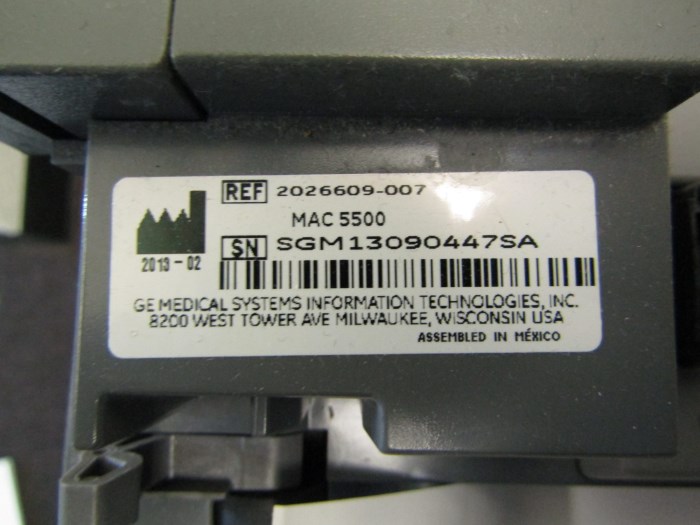 REF 2026609-007
MAC 5500
2013-02
SN SGM13090447SA
GE MEDICAL SYSTEMS INFORMATION TECHNOLOGIES, INC.
8200 WEST TOWER AVE MILWAUKEE, WISCONSIN USA
ASSEMBLED IN MÉXICO